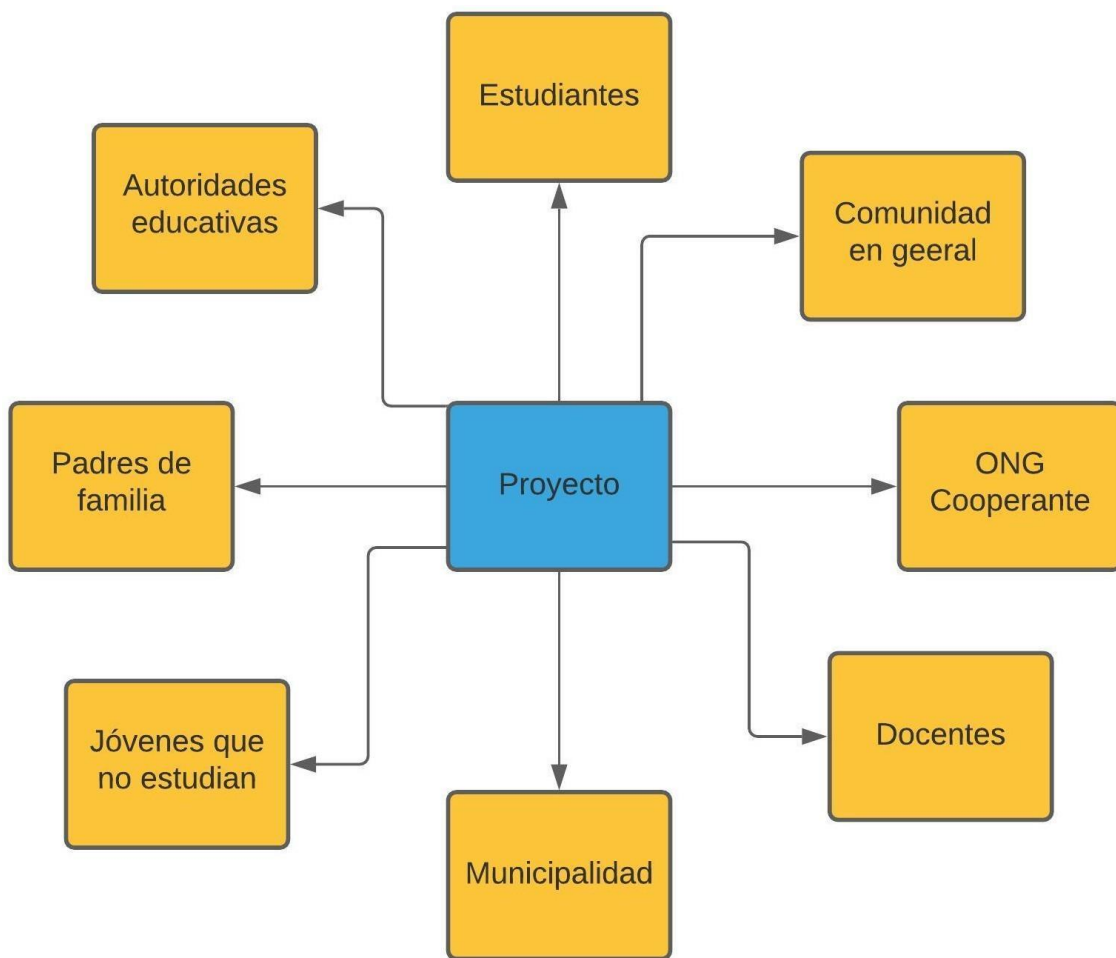 Estudiantes
Autoridades
educativas
Comunidad
en geeral
Padres de
familia
Proyecto
ONG
Cooperante
Jóvenes que
no estudian
Docentes
Municipalidad